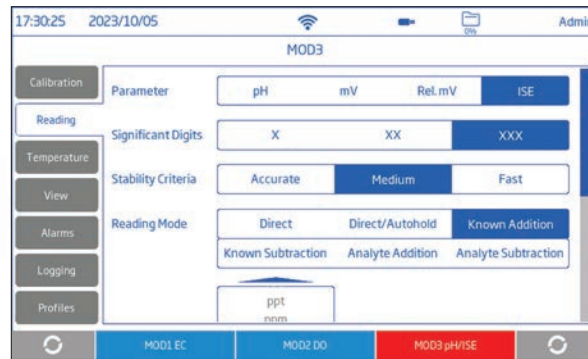 17:30:25 2023/10/05 0% Admin
MOD3
Calibration
Reading
Temperature
View
Alarms
Logging
Profiles
Parameter pH mV Rel. mV ISE
Significant Digits X XX XXX
Stability Criteria Accurate Medium Fast
Reading Mode Direct Direct/Autohold Known Addition
Known Subtraction Analyte Addition Analyte Subtraction
ppt
ppm
MOD1 EC MOD2 DO MOD3 pH/ISE